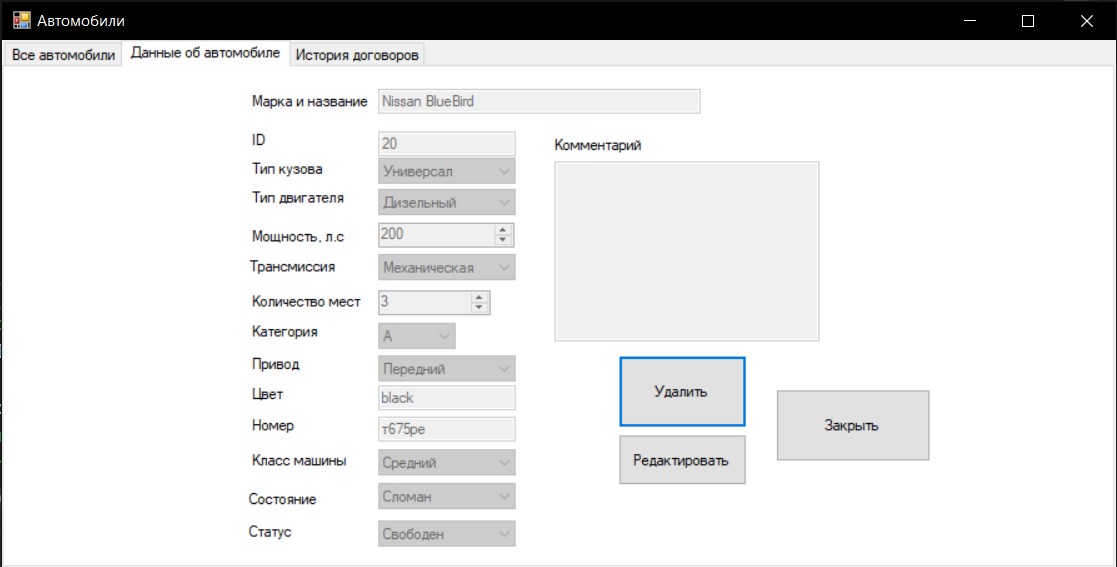 Автомобили
Все автомобили Данные об автомобиле История договоров
Марка и название Nissan BlueBird
ID 20
Комментарий
Тип кузова Универсал
Тип двигателя Дизельный
Мощность, л.с 200
Трансмиссия Механическая
Количество мест 3
Категория A
Привод Передний
Цвет black
Номер т675ре
Класс машины Средний
Состояние Сломан
Статус Свободен
Удалить
Закрыть
Редактировать